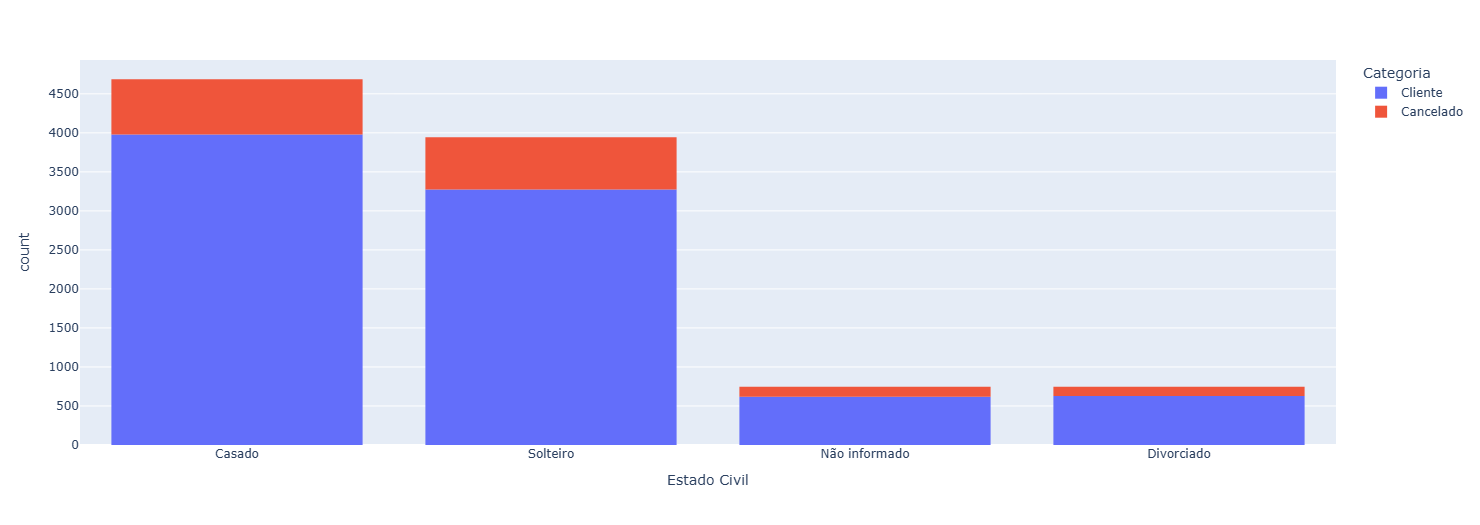 Categoria
Cliente
Cancelado
count
4500
4000
3500
3000
2500
2000
1500
1000
500
0
Casado
Solteiro
Não informado
Divorciado
Estado Civil